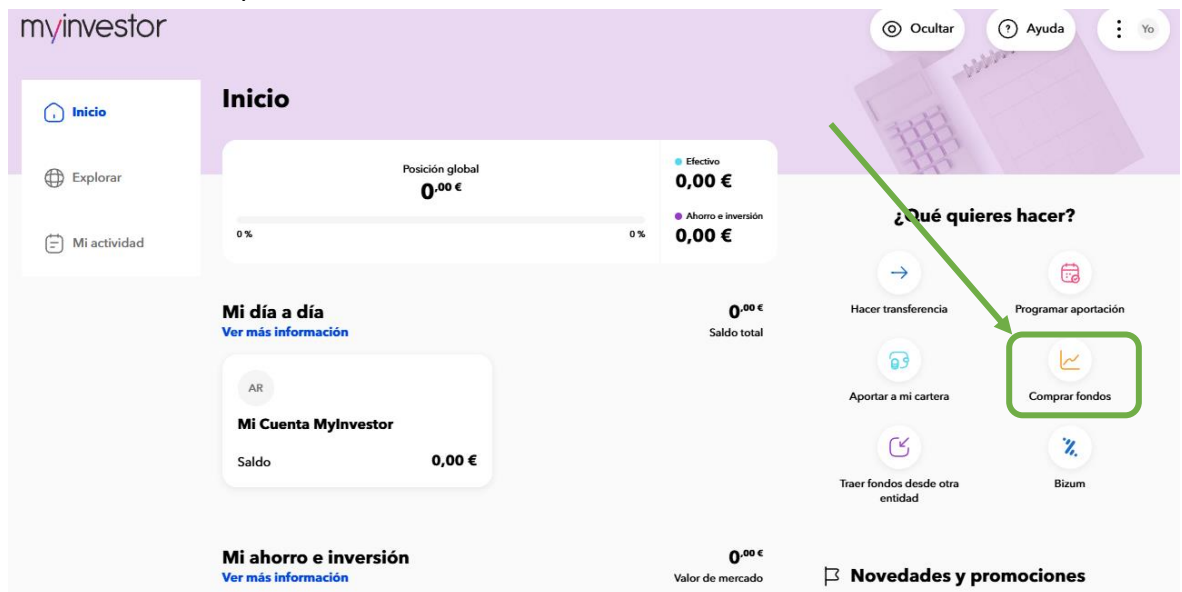 myinvestor
Ocultar
Ayuda
Yo
Inicio
Explorar
Mi actividad
Inicio
Posición global
0,00 €
0 %
0 %
Efectivo
0,00 €
Ahorro e inversión
0,00 €
Mi día a día
Ver más información
0,00 €
Saldo total
AR
Mi Cuenta MyInvestor
Saldo 0,00 €
Mi ahorro e inversión
Ver más información
0,00 €
Valor de mercado
¿Qué quieres hacer?
Hacer transferencia
Programar aportación
Aportar a mi cartera
Comprar fondos
Traer fondos desde otra
entidad
Bizum
Novedades y promociones